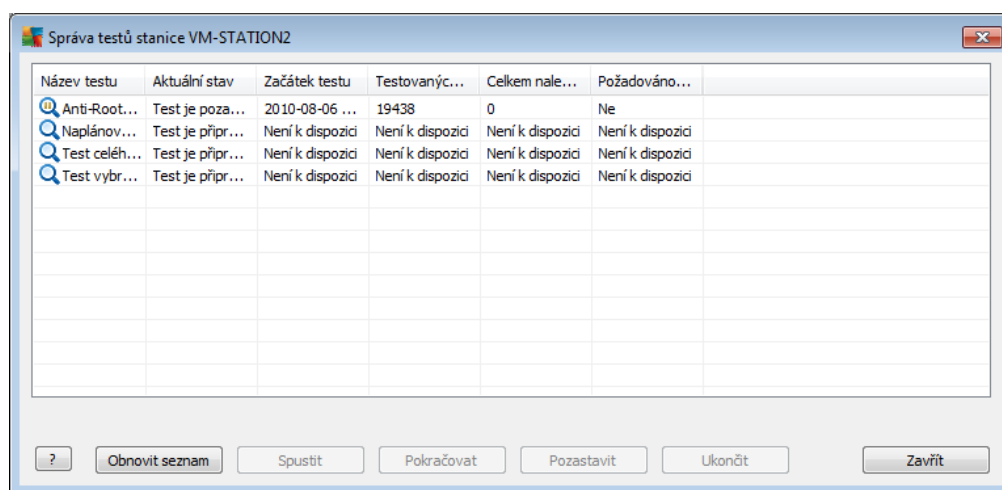 Správa testů stanice VM-STATION2
Název testu Aktuální stav Začátek testu Testovanýc... Celkem nale... Požadováno...
Anti-Root... Test je poza... 2010-08-06 ... 19438 0 Ne
Naplánov... Test je připr... Není k dispozici Není k dispozici Není k dispozici Není k dispozici
Test celéh... Test je připr... Není k dispozici Není k dispozici Není k dispozici Není k dispozici
Test vybr... Test je připr... Není k dispozici Není k dispozici Není k dispozici Není k dispozici
? Obnovit seznam Spustit Pokračovat Pozastavit Ukončit Zavřít